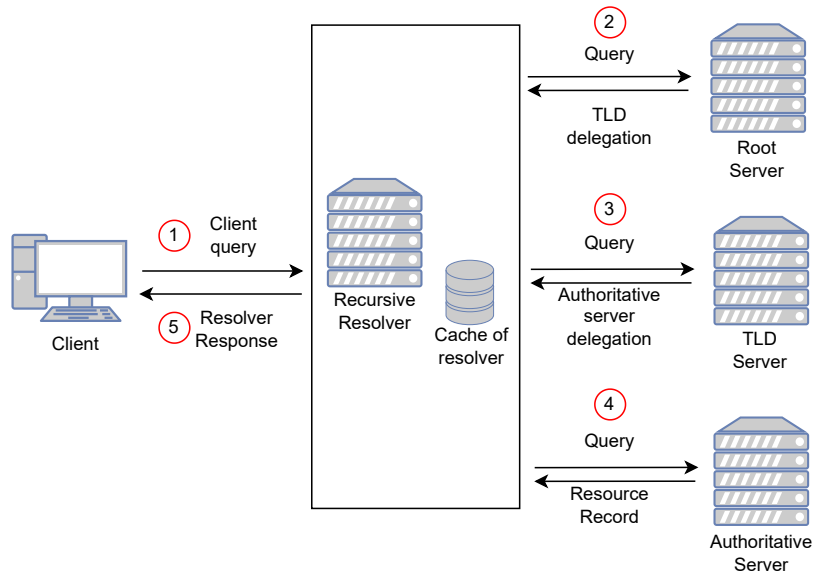 1
Client
query
5
Resolver
Response
Client
Recursive
Resolver
Cache of
resolver
2
Query
TLD
delegation
Root
Server
3
Query
Authoritative
server
delegation
TLD
Server
4
Query
Resource
Record
Authoritative
Server